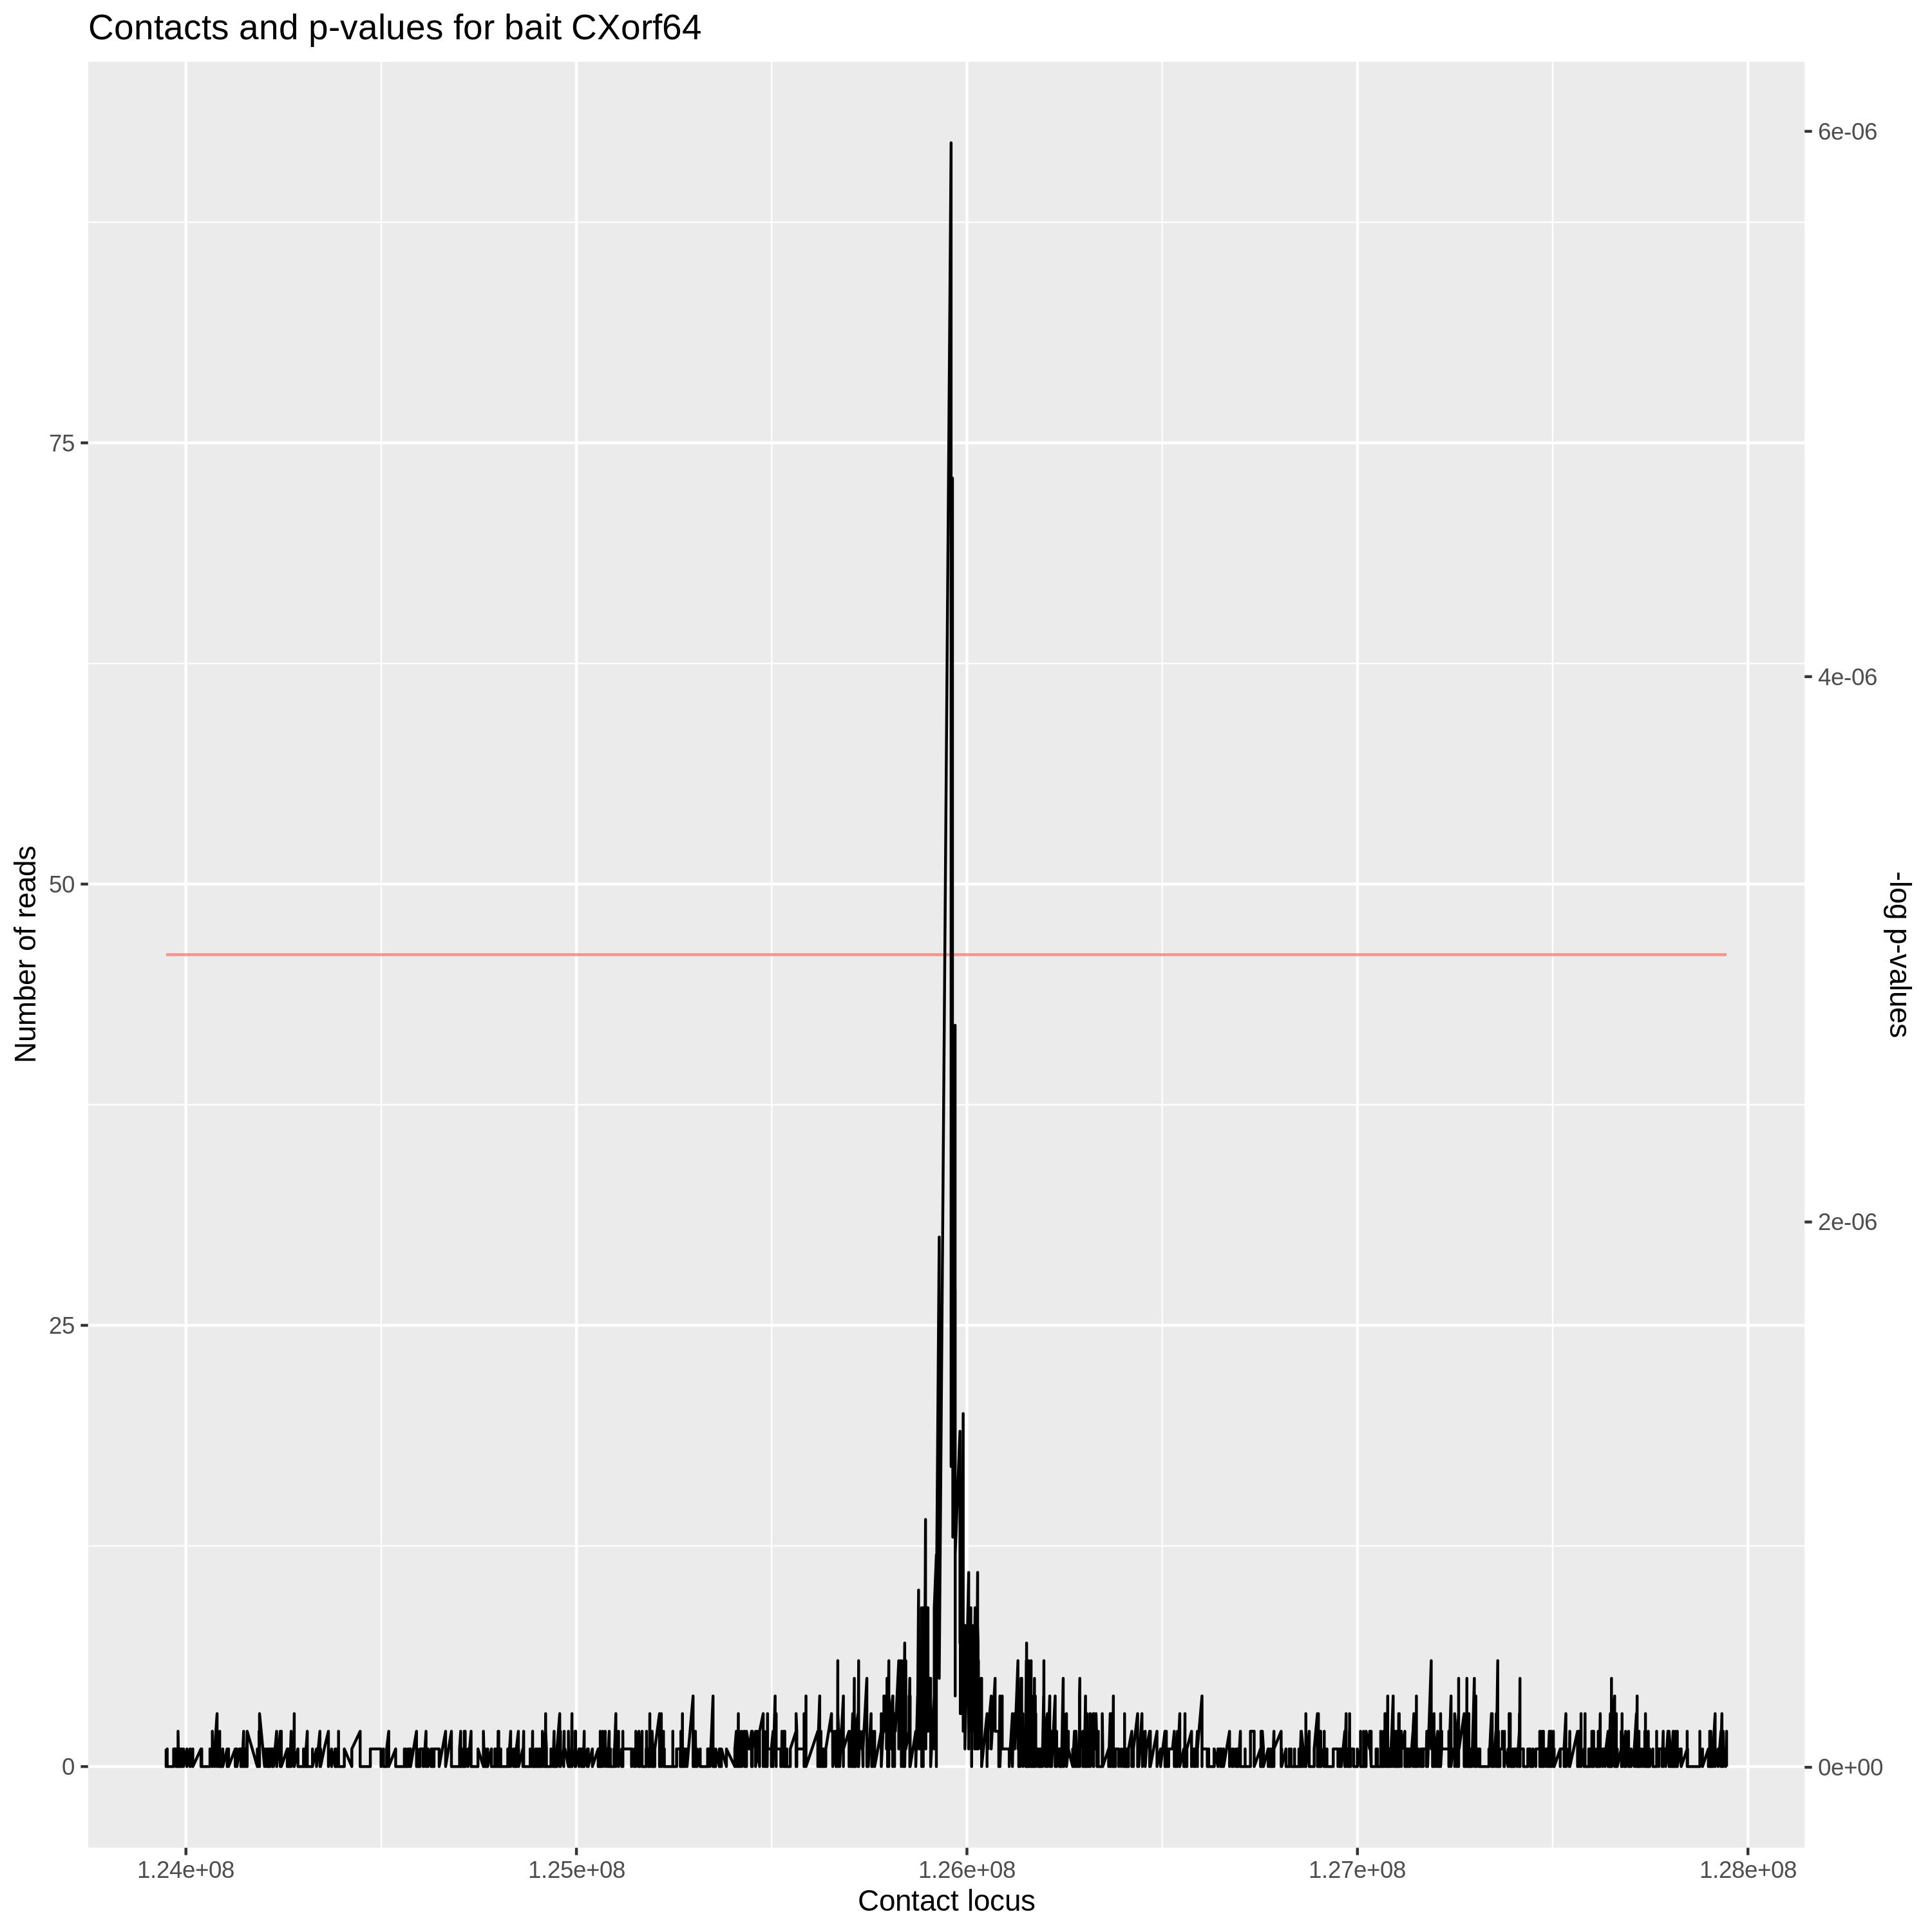 Contacts and p-values for bait CXorf64
6e-06
75
4e-06
50
Number of reads
-log p-values
2e-06
25
0
0e+00
1.24e+08
1.25e+08
1.26e+08
1.27e+08
1.28e+08
Contact locus